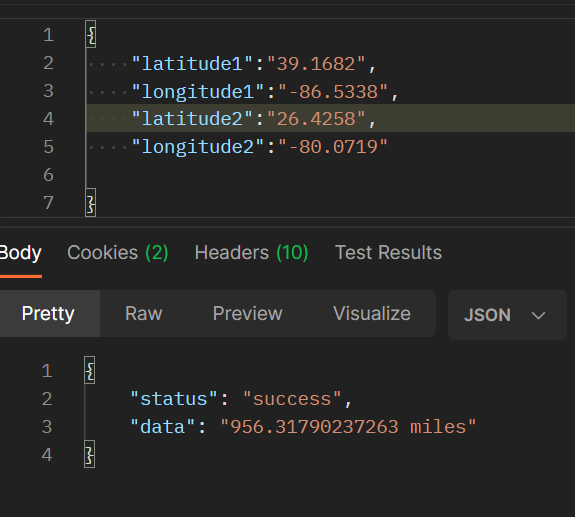 1 {
2 "latitude1":"39.1682",
3 "longitude1":"-86.5338",
4 "latitude2":"26.4258",
5 "longitude2":"-80.0719"
6
7 }
Body Cookies (2) Headers (10) Test Results
Pretty Raw Preview Visualize JSON
1 {
2 "status": "success",
3 "data": "956.31790237263 miles"
4 }